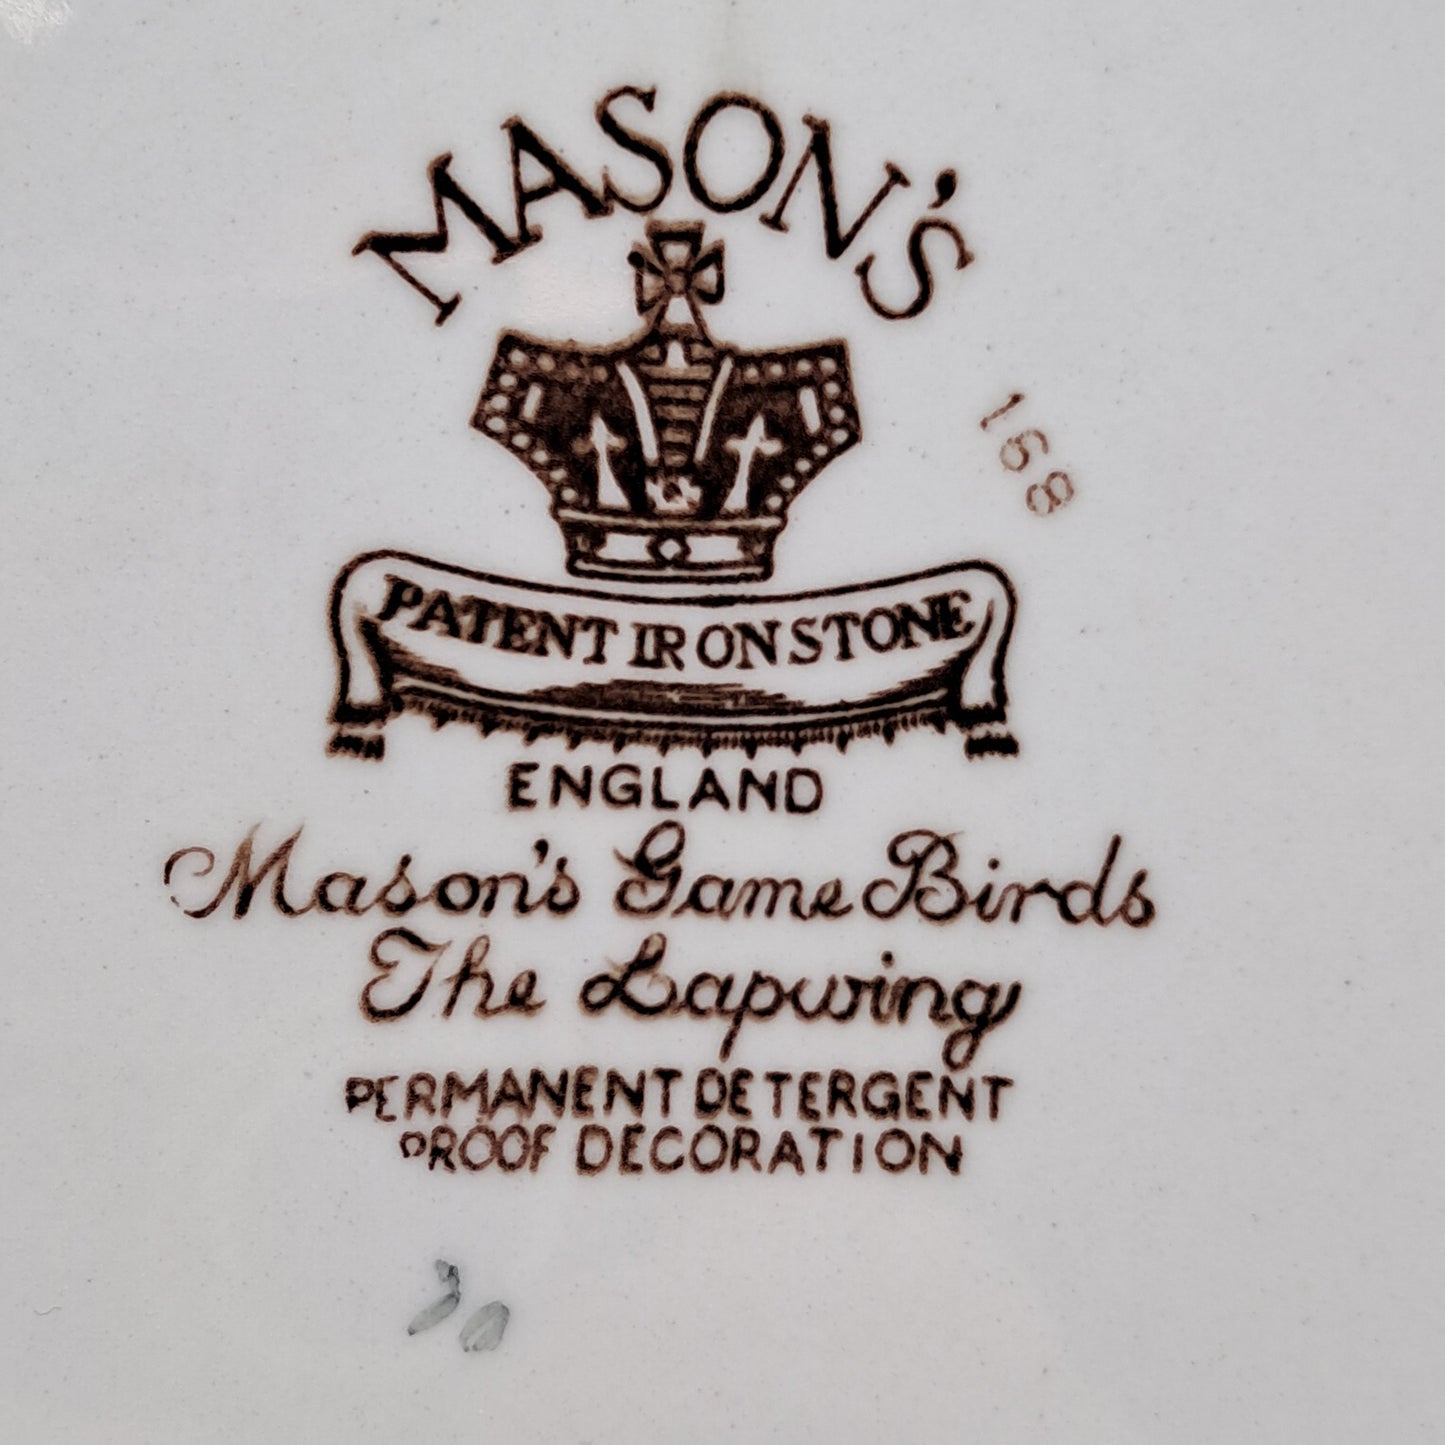 MASON'S
168
PATENT IRONSTONE
ENGLAND
Mason's Game Birds
The Lapwing
PERMANENT DETERGENT
PROOF DECORATION